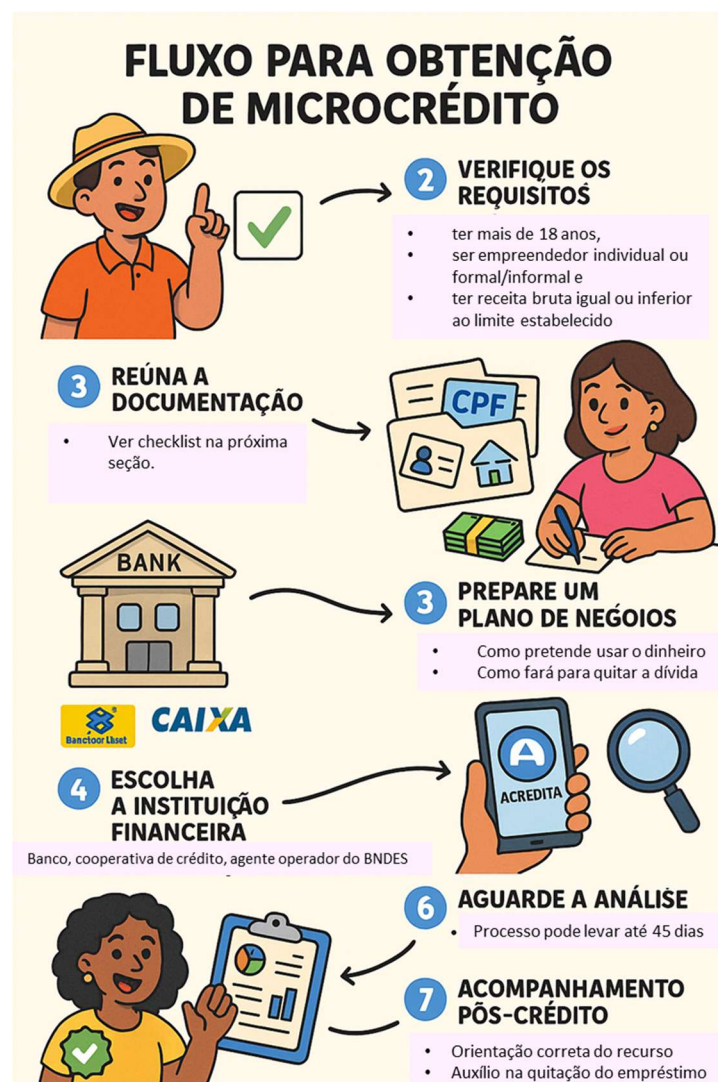 FLUXO PARA OBTENÇÃO
DE MICROCRÉDITO
2 VERIFIQUE OS
REQUISÍTOS
• ter mais de 18 anos,
• ser empreendedor individual ou
formal/informal e
• ter receita bruta igual ou inferior
ao limite estabelecido
3 REÚNA A
DOCUMENTAÇÃO
• Ver checklist na próxima
seção.
CPF
BANK
3 PREPARE UM
PLANO DE NEĠOIOS
• Como pretende usar o dinheiro
• Como fará para quitar a dívida
CAIXA
4 ESCOLHA
A INSTITUIÇÃO
FINANCEIRA
Banco, cooperativa de crédito, agente operador do BNDES
A
ACREDITA
6 AGUARDE A ANÁLISE
• Processo pode levar até 45 dias
7 ACOMPANHAMENTO
PÕS-CRÉDITO
• Orientação correta do recurso
• Auxílio na quitação do empréstimo